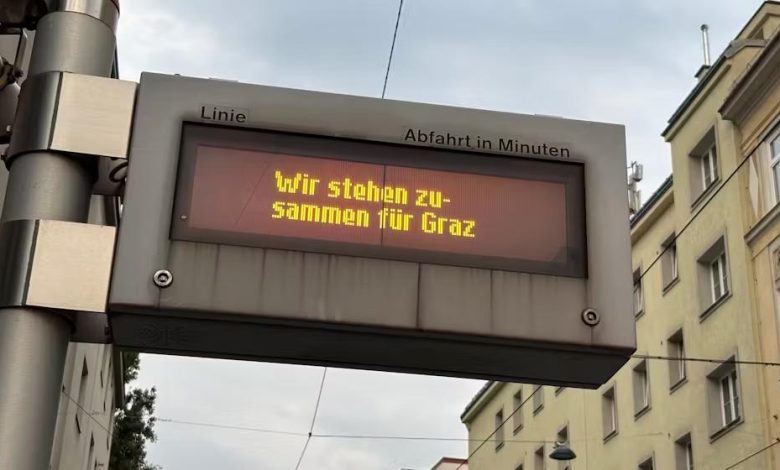 Linie
Abfahrt in Minuten
Wir stehen zu-
sammen für Graz